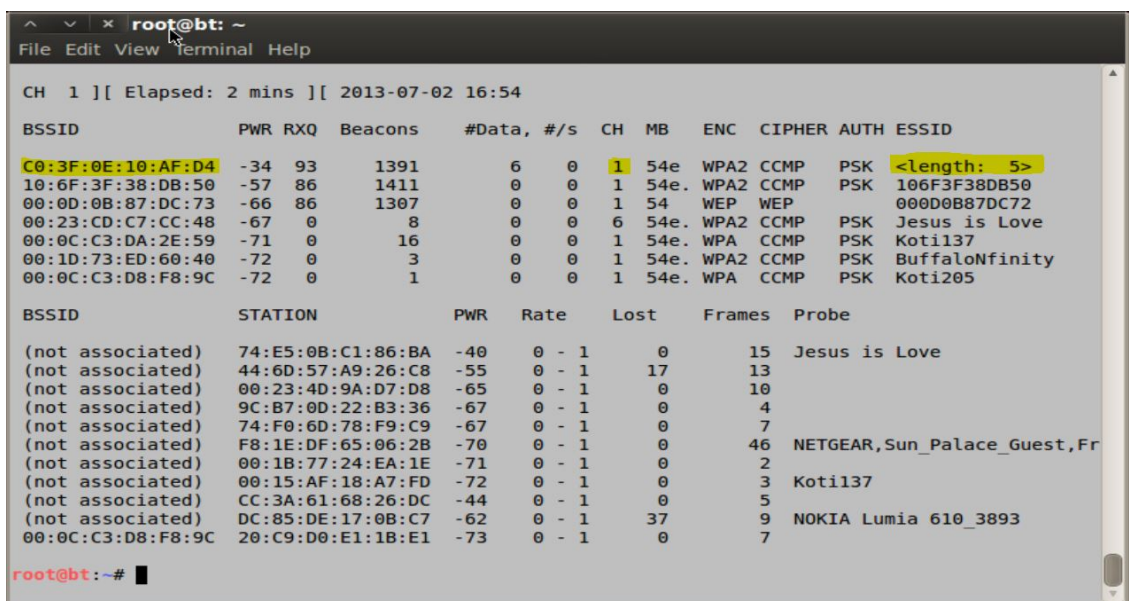 root@bt: ~
File Edit View Terminal Help
CH 1 ][ Elapsed: 2 mins ][ 2013-07-02 16:54
BSSID PWR RXQ Beacons #Data, #/s CH MB ENC CIPHER AUTH ESSID
C0:3F:0E:10:AF:D4 -34 93 1391 6 0 1 54e WPA2 CCMP PSK <length: 5>
10:6F:3F:38:DB:50 -57 86 1411 0 0 1 54e. WPA2 CCMP PSK 106F3F38DB50
00:0D:0B:87:DC:73 -66 86 1307 0 0 1 54 WEP WEP 000D0B87DC72
00:23:CD:C7:CC:48 -67 0 8 0 0 6 54e. WPA2 CCMP PSK Jesus is Love
00:0C:C3:DA:2E:59 -71 0 16 0 0 1 54e. WPA CCMP PSK Koti137
00:1D:73:ED:60:40 -72 0 3 0 0 1 54e. WPA2 CCMP PSK BuffaloNfinity
00:0C:C3:D8:F8:9C -72 0 1 0 0 1 54e. WPA CCMP PSK Koti205
BSSID STATION PWR Rate Lost Frames Probe
(not associated) 74:E5:0B:C1:86:BA -40 0 - 1 0 15 Jesus is Love
(not associated) 44:6D:57:A9:26:C8 -55 0 - 1 17 13
(not associated) 00:23:4D:9A:D7:D8 -65 0 - 1 0 10
(not associated) 9C:B7:0D:22:B3:36 -67 0 - 1 0 4
(not associated) 74:F0:6D:78:F9:C9 -67 0 - 1 0 7
(not associated) F8:1E:DF:65:06:2B -70 0 - 1 0 46 NETGEAR,Sun_Palace_Guest,Fr
(not associated) 00:1B:77:24:EA:1E -71 0 - 1 0 2
(not associated) 00:15:AF:18:A7:FD -72 0 - 1 0 3 Koti137
(not associated) CC:3A:61:68:26:DC -44 0 - 1 0 5
(not associated) DC:85:DE:17:0B:C7 -62 0 - 1 37 9 NOKIA Lumia 610_3893
00:0C:C3:D8:F8:9C 20:C9:D0:E1:1B:E1 -73 0 - 1 0 7
root@bt:~#